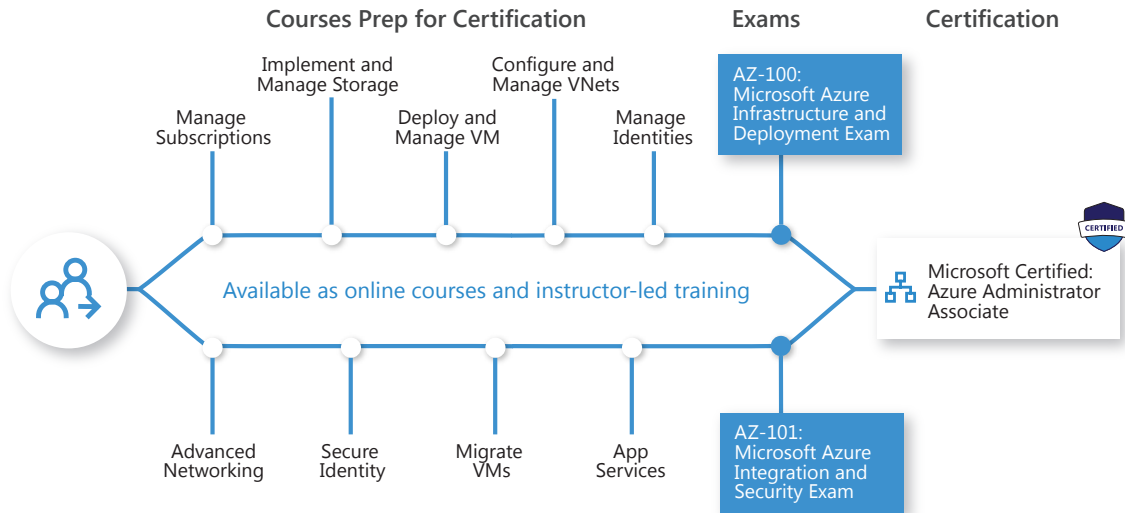 Courses Prep for Certification
Exams
Certification
Implement and
Manage Storage
Configure and
Manage VNets
AZ-100:
Microsoft Azure
Infrastructure and
Deployment Exam
Manage
Subscriptions
Deploy and
Manage VM
Manage
Identities
CERTIFIED
Available as online courses and instructor-led training
Microsoft Certified:
Azure Administrator
Associate
Advanced
Networking
Secure
Identity
Migrate
VMs
App
Services
AZ-101:
Microsoft Azure
Integration and
Security Exam